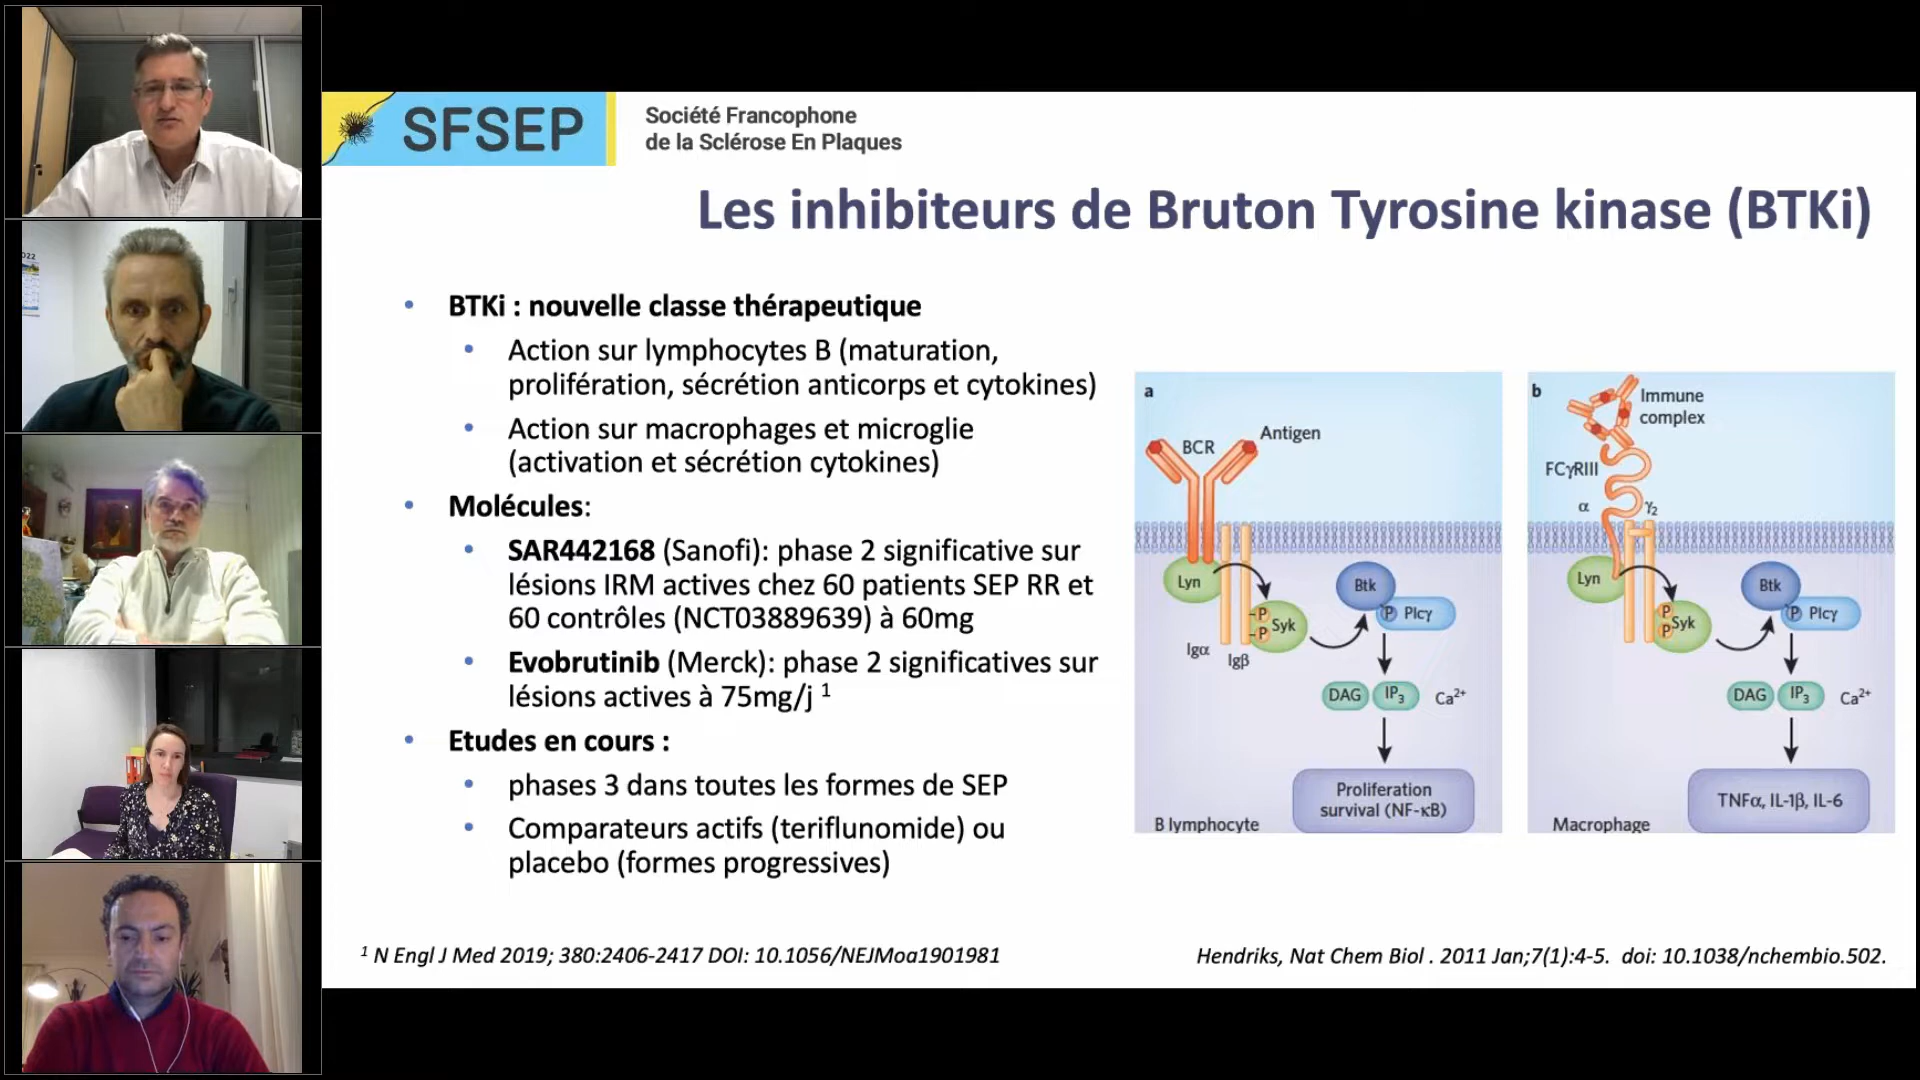 022
SFSEP
Société Francophone
de la Sclérose En Plaques
Les inhibiteurs de Bruton Tyrosine kinase (BTKi)
• BTKi : nouvelle classe thérapeutique
• Action sur lymphocytes B (maturation,
prolifération, sécrétion anticorps et cytokines)
• Action sur macrophages et microglie
(activation et sécrétion cytokines)
• Molécules:
• SAR442168 (Sanofi): phase 2 significative sur
lésions IRM actives chez 60 patients SEP RR et
60 contrôles (NCT03889639) à 60mg
• Evobrutinib (Merck): phase 2 significatives sur
lésions actives à 75mg/j ¹
• Etudes en cours :
• phases 3 dans toutes les formes de SEP
• Comparateurs actifs (teriflunomide) ou
placebo (formes progressives)
a
BCR
Antigen
Lyn
Btk
P
Plcγ
P
P
Syk
Igα
Igβ
DAG
IP₃
Ca²⁺
Proliferation
survival (NF-κB)
B lymphocyte
b
Immune
complex
FCγRIII
α
γ₂
Lyn
Btk
P
Plcγ
P
P
Syk
DAG
IP₃
Ca²⁺
TNFα, IL-1β, IL-6
Macrophage
¹ N Engl J Med 2019; 380:2406-2417 DOI: 10.1056/NEJMoa1901981
Hendriks, Nat Chem Biol . 2011 Jan;7(1):4-5. doi: 10.1038/nchembio.502.